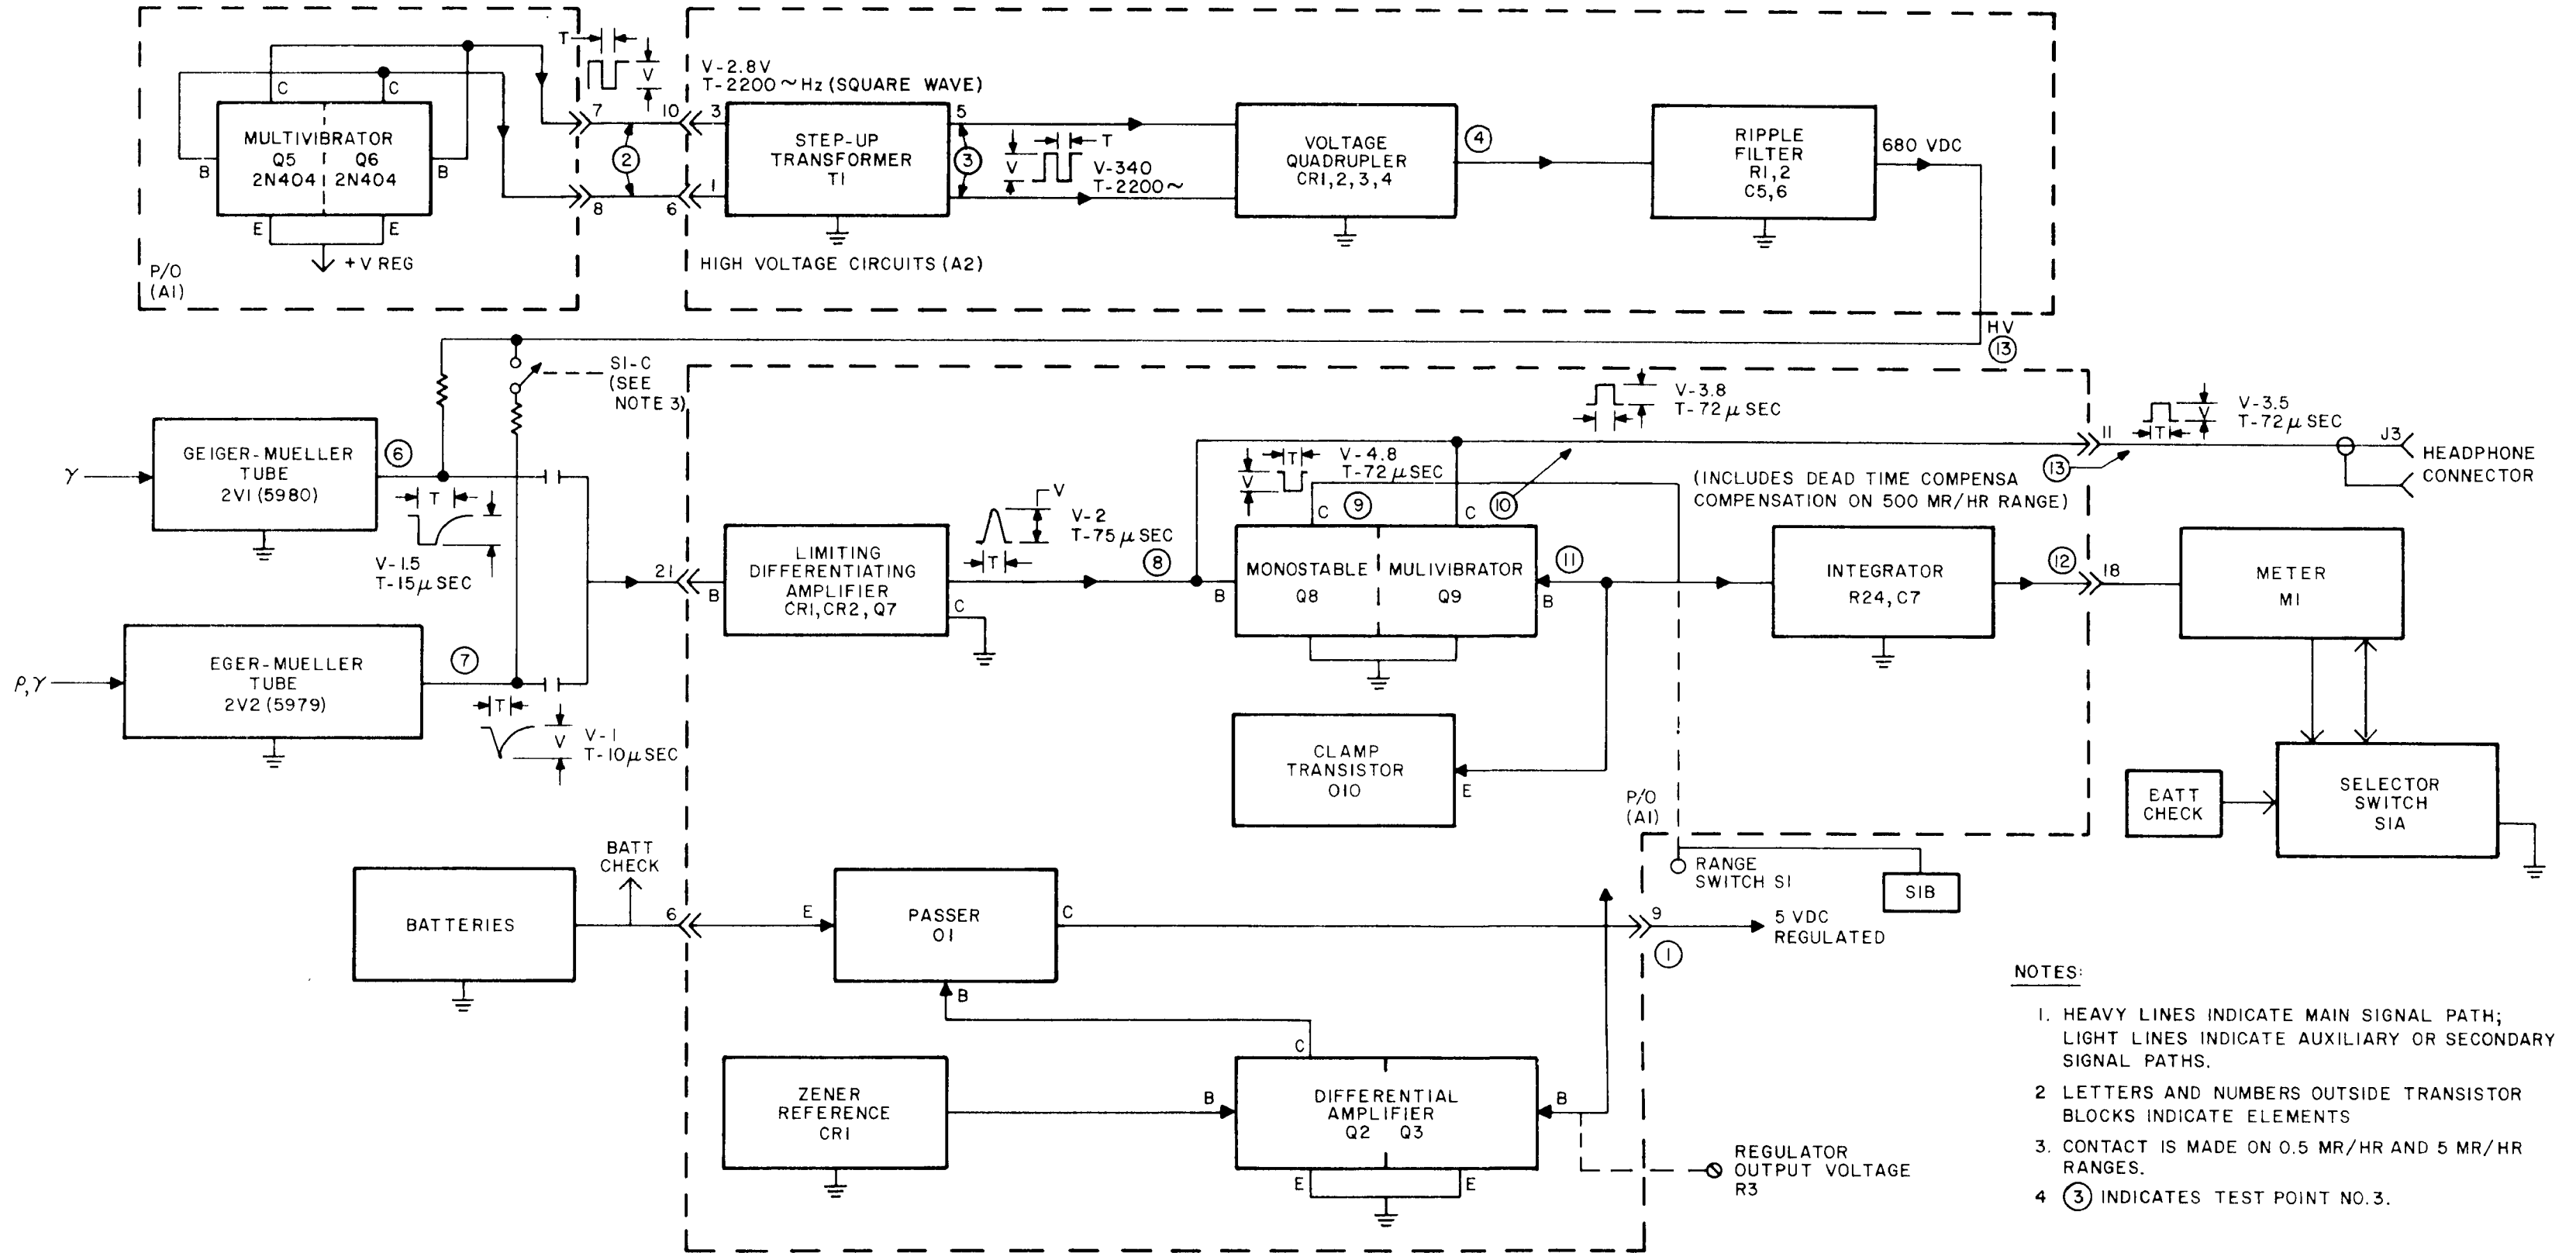 T
V
V-2.8V
T-2200~Hz (SQUARE WAVE)
C
C
MULTIVIBRATOR
Q5 Q6
2N404 2N404
B
B
E
E
+V REG
P/O
(A1)
7
10
3
2
8
6
1
STEP-UP
TRANSFORMER
T1
5
3
T
V
V-340
T-2200~
VOLTAGE
QUADRUPLER
CR1,2,3,4
4
RIPPLE
FILTER
R1,2
C5,6
680 VDC
HIGH VOLTAGE CIRCUITS (A2)
HV
13
S1-C
(SEE
NOTE 3)
γ
GEIGER-MUELLER
TUBE
2V1 (5980)
6
T
V-1.5
T-15μSEC
ρ,γ
EGER-MUELLER
TUBE
2V2 (5979)
7
T
V
V-1
T-10μSEC
21
B
LIMITING
DIFFERENTIATING
AMPLIFIER
CR1,CR2,Q7
C
V
T
V-2
T-75μSEC
8
T
V
V-4.8
T-72μSEC
C
9
C
10
B
MONOSTABLE MULIVIBRATOR
Q8 Q9
B
11
V
T
V-3.8
T-72μSEC
(INCLUDES DEAD TIME COMPENSA
COMPENSATION ON 500 MR/HR RANGE)
INTEGRATOR
R24, C7
12
18
11
V
T
V-3.5
T-72μSEC
13
J3
HEADPHONE
CONNECTOR
METER
M1
CLAMP
TRANSISTOR
O10
E
P/O
(A1)
BATT
CHECK
SELECTOR
SWITCH
S1A
RANGE
SWITCH S1
S1B
BATTERIES
BATT
CHECK
6
E
PASSER
O1
C
B
9
1
5 VDC
REGULATED
ZENER
REFERENCE
CR1
B
C
DIFFERENTIAL
AMPLIFIER
Q2 Q3
B
E
E
REGULATOR
OUTPUT VOLTAGE
R3
NOTES:
1. HEAVY LINES INDICATE MAIN SIGNAL PATH;
LIGHT LINES INDICATE AUXILIARY OR SECONDARY
SIGNAL PATHS.
2 LETTERS AND NUMBERS OUTSIDE TRANSISTOR
BLOCKS INDICATE ELEMENTS
3. CONTACT IS MADE ON 0.5 MR/HR AND 5 MR/HR
RANGES.
4 3 INDICATES TEST POINT NO.3.